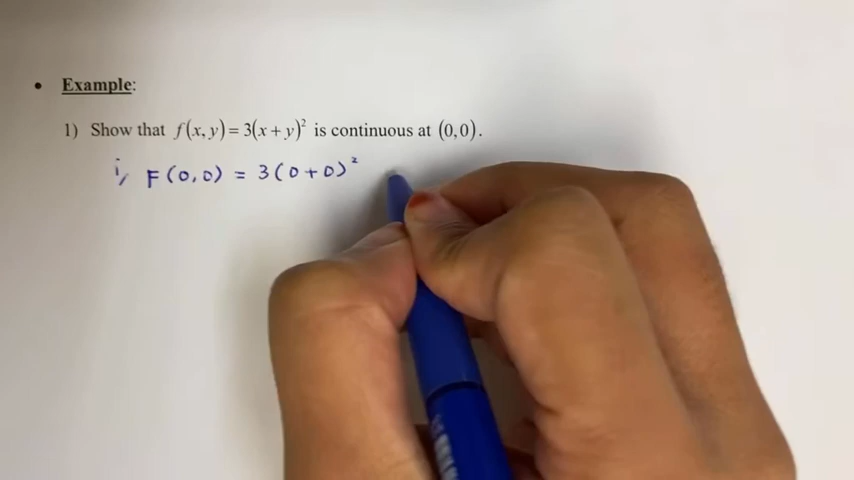 • Example:
1) Show that f(x, y) = 3(x + y)² is continuous at (0,0).
i, F(0,0) = 3(0+0)²